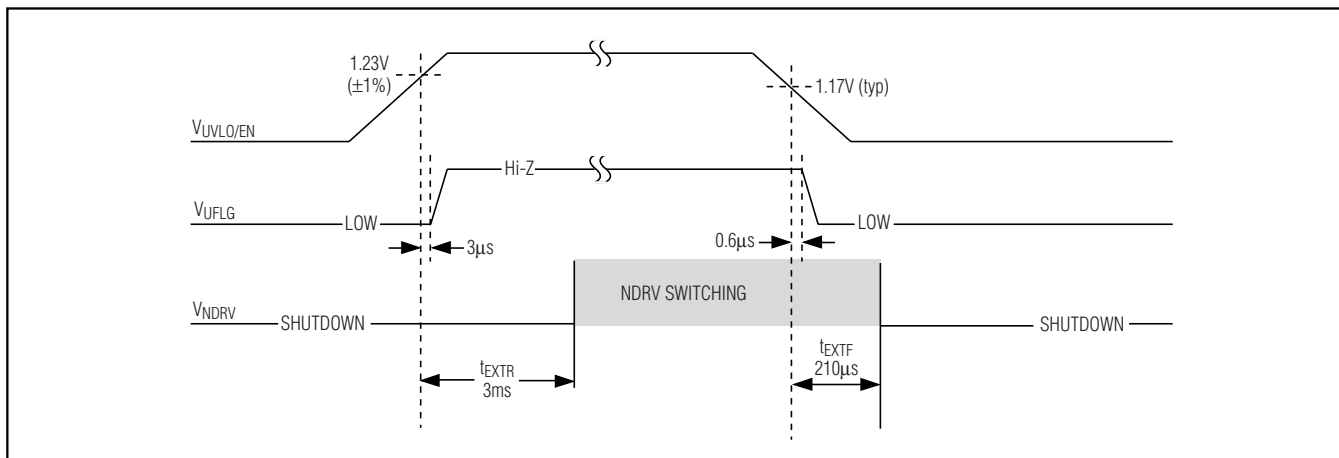 1.23V
(±1%)
1.17V (typ)
VUVLO/EN
Hi-Z
VUFLG
LOW
LOW
3µs
0.6µs
NDRV SWITCHING
VNDRV
SHUTDOWN
SHUTDOWN
tEXTR
3ms
tEXTF
210µs